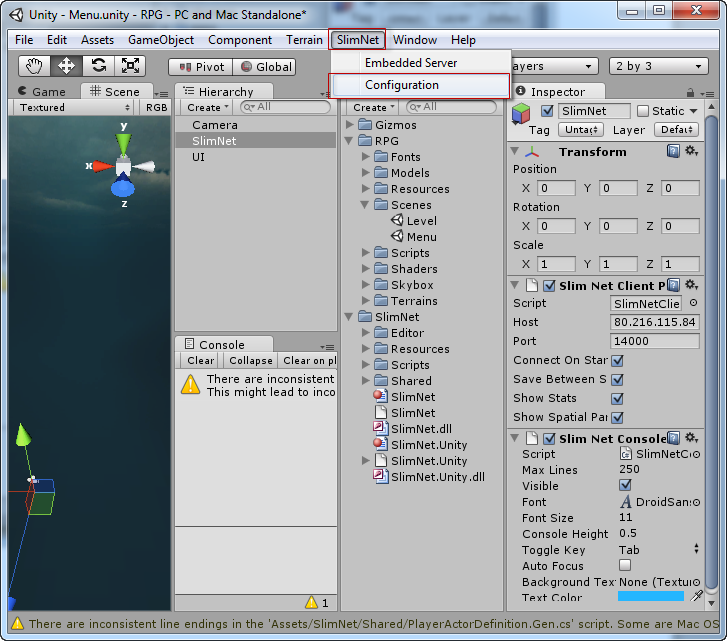 Unity - Menu.unity - RPG - PC and Mac Standalone*
File Edit Assets GameObject Component Terrain SlimNet Window Help
Embedded Server
Configuration
Pivot Global
ayers
2 by 3
Game Scene
Textured RGB
y
x
z
Hierarchy
Create All
Camera
SlimNet
UI
Console
Clear Collapse Clear on pl
There are inconsistent
This might lead to inco
1
Create All
Gizmos
RPG
Fonts
Models
Resources
Scenes
Level
Menu
Scripts
Shaders
Skybox
Terrains
SlimNet
Editor
Resources
Scripts
Shared
SlimNet
SlimNet
SlimNet.dll
SlimNet.Unity
SlimNet.Unity
SlimNet.Unity.dll
Inspector
SlimNet Static
Tag Untag Layer Defau
Transform
Position
X 0 Y 0 Z 0
Rotation
X 0 Y 0 Z 0
Scale
X 1 Y 1 Z 1
Slim Net Client P
Script SlimNetClie
Host 80.216.115.84
Port 14000
Connect On Star
Save Between S
Show Stats
Show Spatial Par
Slim Net Console
Script SlimNetC
Max Lines 250
Visible
Font DroidSans
Font Size 11
Console Height 0.5
Toggle Key Tab
Auto Focus
Background Text None (Textur
Text Color
There are inconsistent line endings in the 'Assets/SlimNet/Shared/PlayerActorDefinition.Gen.cs' script. Some are Mac OS